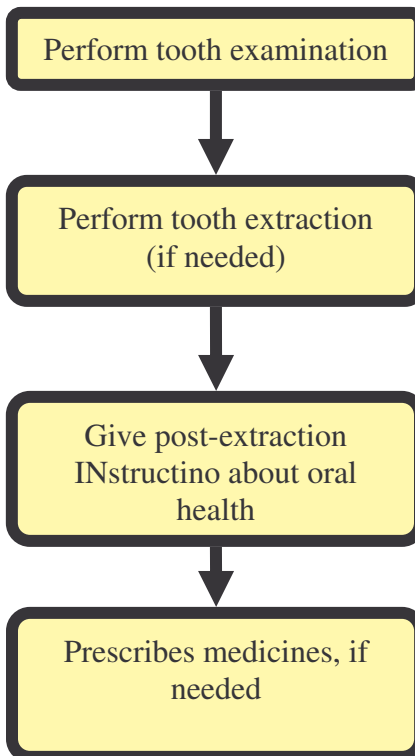 Perform tooth examination
Perform tooth extraction
(if needed)
Give post-extraction
INstructino about oral
health
Prescribes medicines, if
needed